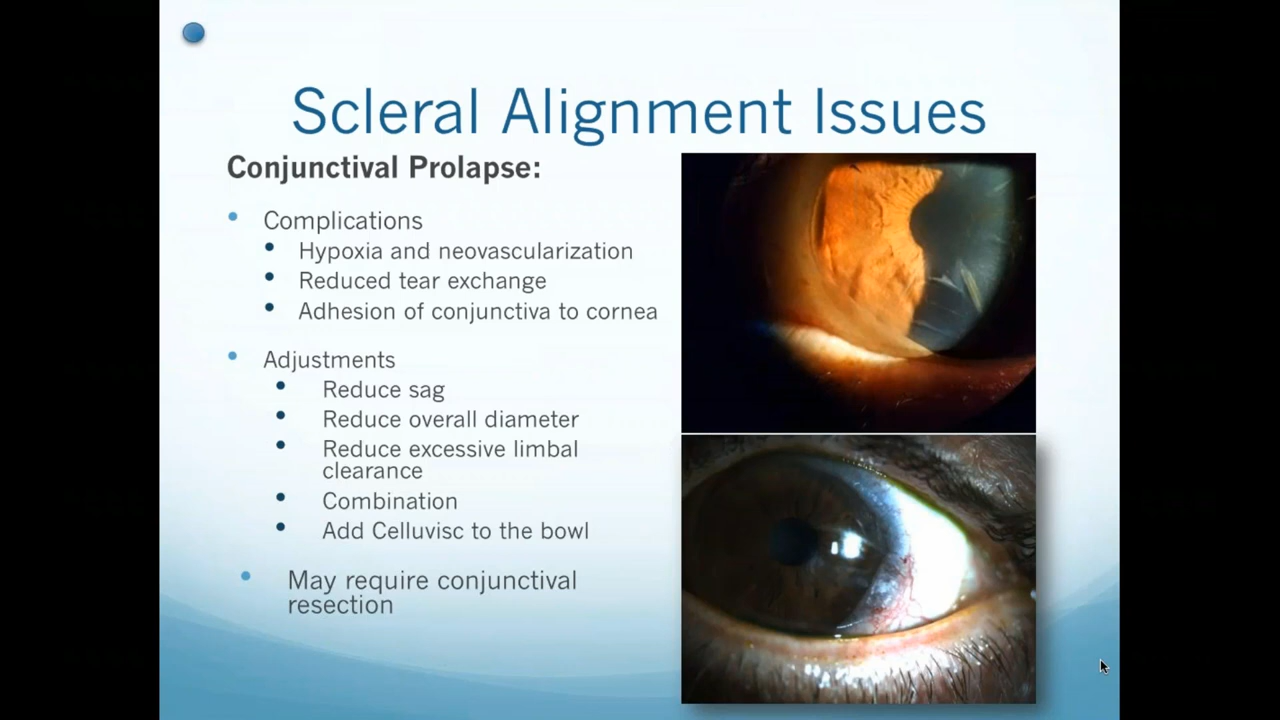 Scleral Alignment Issues
Conjunctival Prolapse:
Complications
Hypoxia and neovascularization
Reduced tear exchange
Adhesion of conjunctiva to cornea
Adjustments
Reduce sag
Reduce overall diameter
Reduce excessive limbal
clearance
Combination
Add Celluvisc to the bowl
May require conjunctival
resection